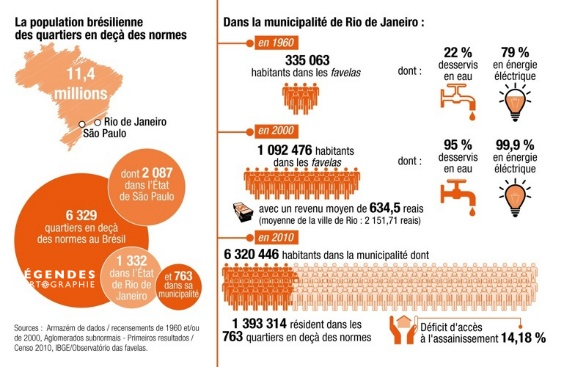 La population brésilienne
des quartiers en deçà des normes
11,4
millions
Rio de Janeiro
São Paulo
dont 2 087
dans l'État
de São Paulo
6 329
quartiers en deçà
des normes au Brésil
1 332
dans l'État
de Rio de
Janeiro
et 763
dans sa
municipalité
ÉGENDES
RT GRAPHIE
Sources : Armazém de dados / recensements de 1960 et/ou
de 2000, Aglomerados subnormais - Primeiros resultados /
Censo 2010, IBGE/Observatório das favelas.
Dans la municipalité de Rio de Janeiro :
en 1960
335 063
habitants dans les favelas
dont :
22 %
desservis
en eau
79 %
en énergie
électrique
en 2000
1 092 476 habitants
dans les favelas
dont :
95 %
desservis
en eau
99,9 %
en énergie
électrique
avec un revenu moyen de 634,5 reais
(moyenne de la ville de Rio : 2 151,71 reais)
en 2010
6 320 446 habitants dans la municipalité dont
1 393 314 résident dans les
763 quartiers en deçà des normes
Déficit d'accès
à l'assainissement 14,18 %